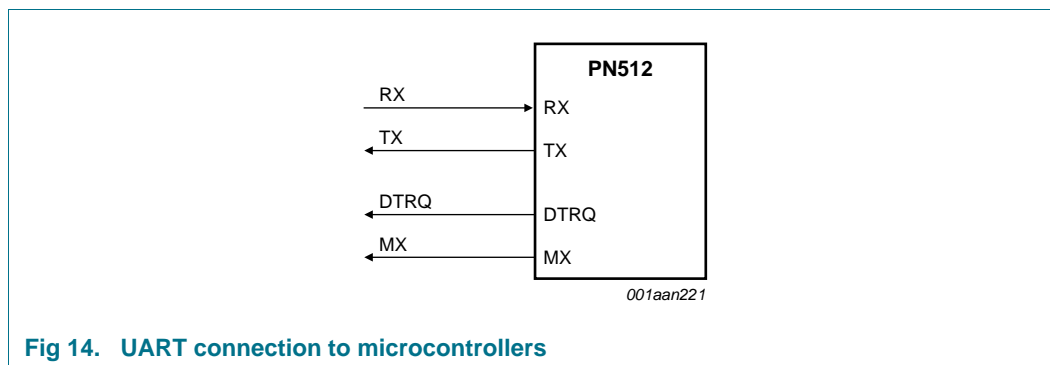 PN512
RX
RX
TX
TX
DTRQ
DTRQ
MX
MX
001aan221
Fig 14. UART connection to microcontrollers